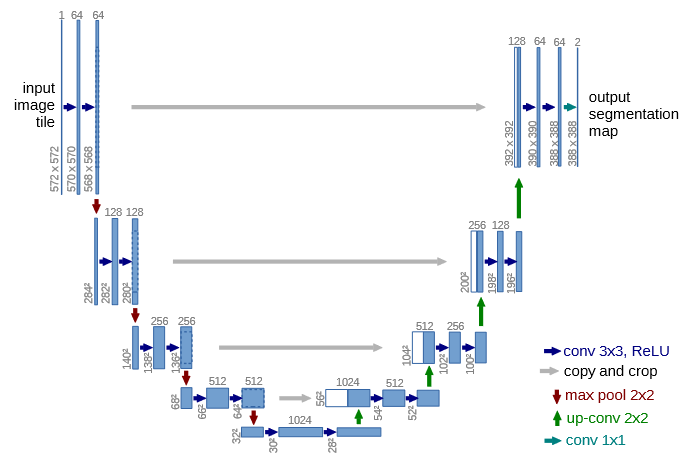 1 64 64
128 64 64 2
input
image
tile
output
segmentation
map
572 x 572
570 x 570
568 x 568
392 x 392
390 x 390
388 x 388
388 x 388
128 128
256 128
284²
282²
280²
200²
198²
196²
256 256
512 256
140²
138²
136²
104²
102²
100²
512 512
1024 512
68²
66²
64²
56²
54²
52²
1024
32²
30²
28²
conv 3x3, ReLU
copy and crop
max pool 2x2
up-conv 2x2
conv 1x1